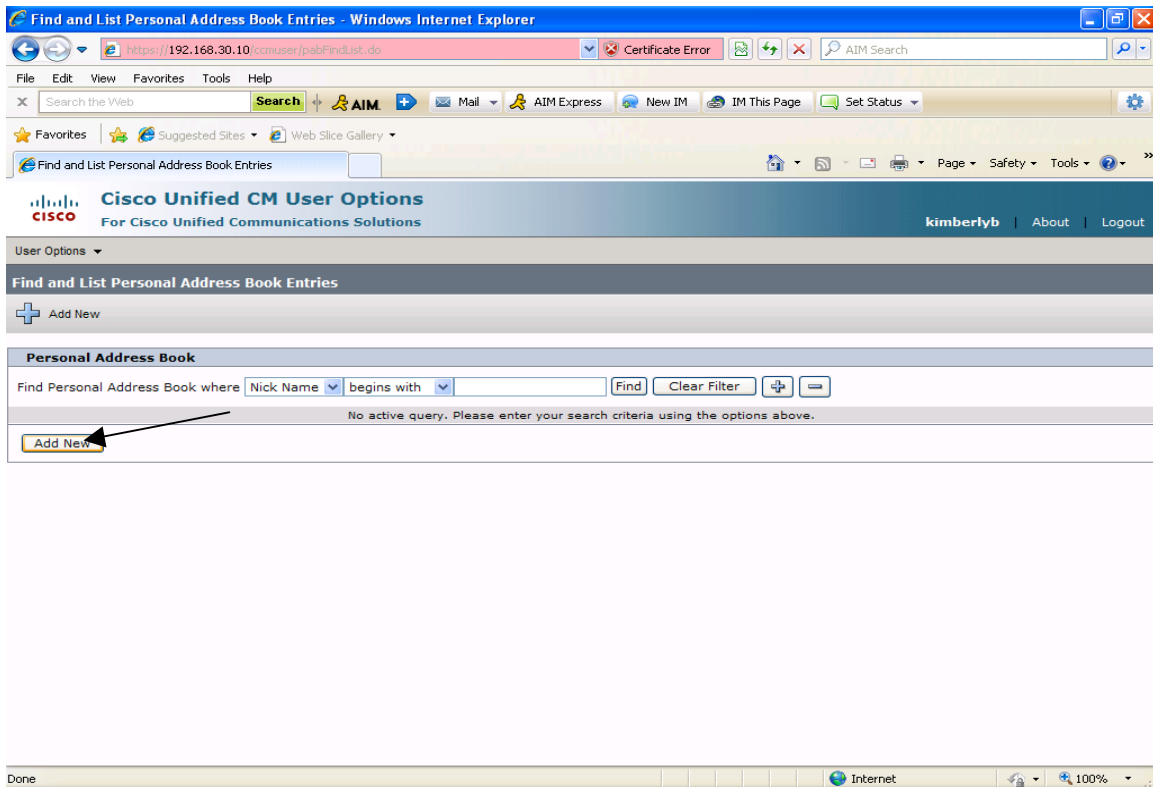 Find and List Personal Address Book Entries - Windows Internet Explorer
https://192.168.30.10/ccmuser/pabFindList.do
Certificate Error
AIM Search
File Edit View Favorites Tools Help
Search the Web Search AIM. Mail AIM Express New IM IM This Page Set Status
Favorites Suggested Sites Web Slice Gallery
Find and List Personal Address Book Entries
Page Safety Tools
cisco
Cisco Unified CM User Options
For Cisco Unified Communications Solutions
kimberlyb | About | Logout
User Options
Find and List Personal Address Book Entries
Add New
Personal Address Book
Find Personal Address Book where Nick Name begins with Find Clear Filter
No active query. Please enter your search criteria using the options above.
Add New
Done Internet 100%